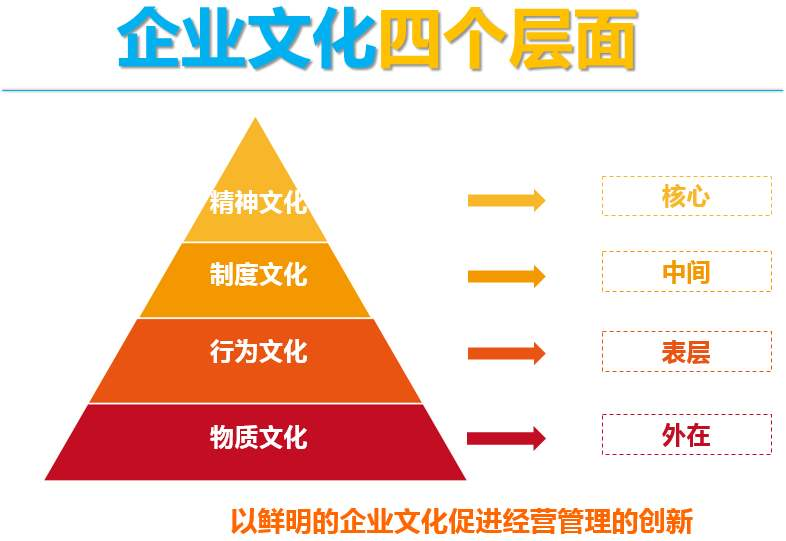 企业文化四个层面
精神文化 核心
制度文化 中间
行为文化 表层
物质文化 外在
以鲜明的企业文化促进经营管理的创新